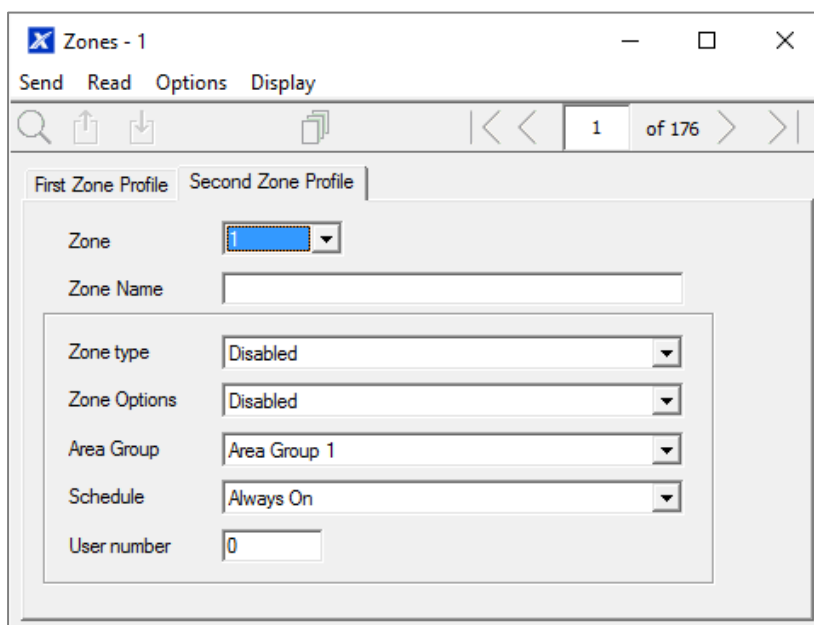 Zones - 1
Send Read Options Display
1 of 176
First Zone Profile Second Zone Profile
Zone 1
Zone Name
Zone type Disabled
Zone Options Disabled
Area Group Area Group 1
Schedule Always On
User number 0